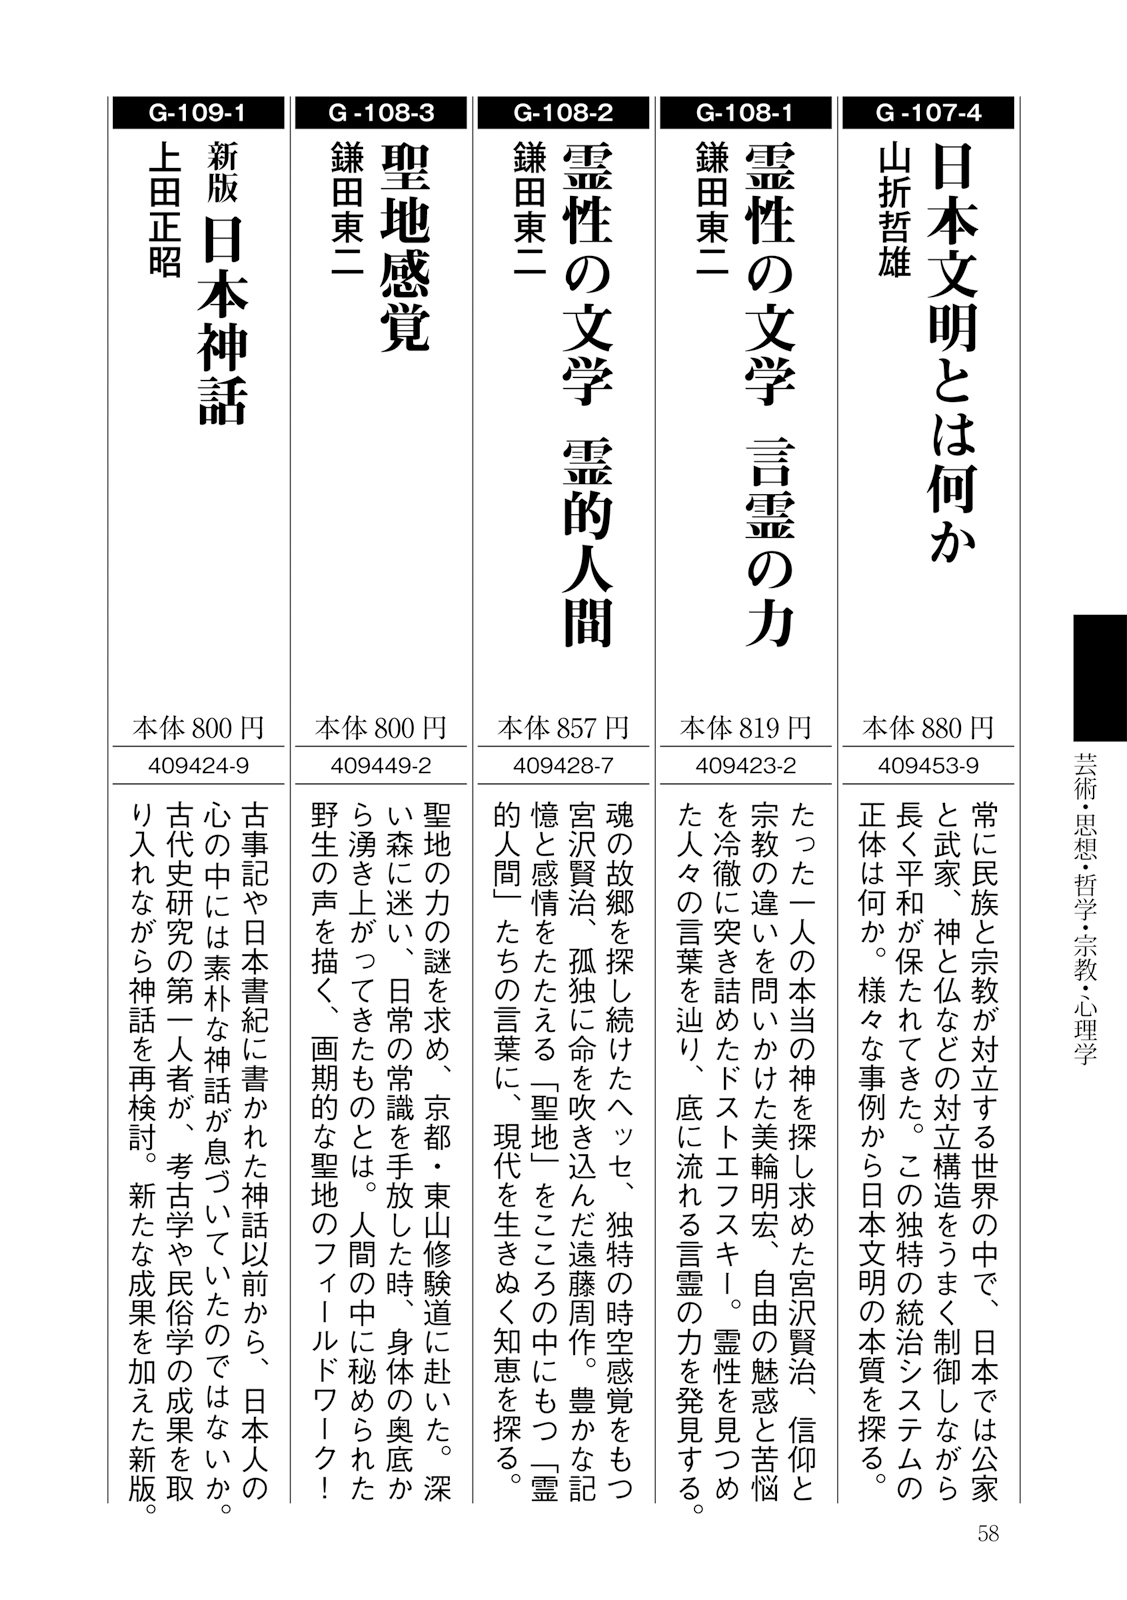 G-107-4
日本文明とは何か
山折哲雄
本体 880 円
409453-9
常に民族と宗教が対立する世界の中で、日本では公家
と武家、神と仏などの対立構造をうまく制御しながら
長く平和が保たれてきた。この独特の統治システムの
正体は何か。様々な事例から日本文明の本質を探る。
G-108-1
霊性の文学 言霊の力
鎌田東二
本体 819 円
409423-2
たった一人の本当の神を探し求めた宮沢賢治、信仰と
宗教の違いを問いかけた美輪明宏、自由の魅惑と苦悩
を冷徹に突き詰めたドストエフスキー。霊性を見つめ
た人々の言葉を辿り、底に流れる言霊の力を発見する。
G-108-2
霊性の文学 霊的人間
鎌田東二
本体 857 円
409428-7
魂の故郷を探し続けたヘッセ、独特の時空感覚をもつ
宮沢賢治、孤独に命を吹き込んだ遠藤周作。豊かな記
憶と感情をたたえる「聖地」をこころの中にもつ「霊
的人間」たちの言葉に、現代を生きぬく知恵を探る。
G-108-3
聖地感覚
鎌田東二
本体 800 円
409449-2
聖地の力の謎を求め、京都・東山修験道に赴いた。深
い森に迷い、日常の常識を手放した時、身体の奥底か
ら湧き上がってきたものとは。人間の中に秘められた
野生の声を描く、画期的な聖地のフィールドワーク！
G-109-1
新版 日本神話
上田正昭
本体 800 円
409424-9
古事記や日本書紀に書かれた神話以前から、日本人の
心の中には素朴な神話が息づいていたのではないか。
古代史研究の第一人者が、考古学や民俗学の成果を取
り入れながら神話を再検討。新たな成果を加えた新版。
芸術・思想・哲学・宗教・心理学
58